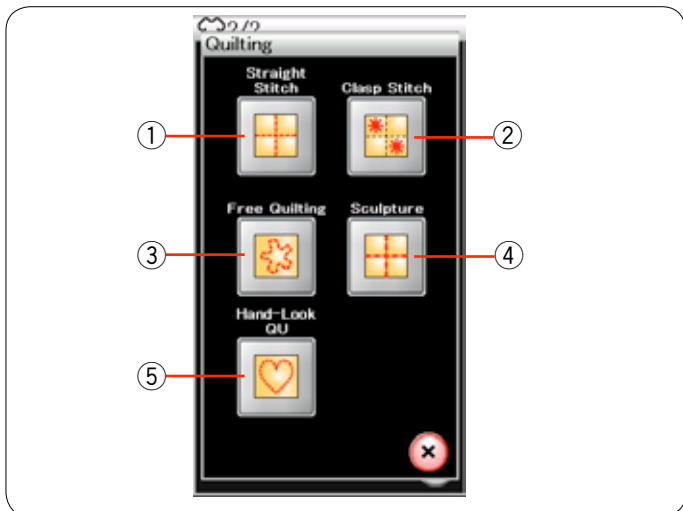 2/2
Quilting
Straight
Stitch
Clasp Stitch
① ②
Free Quilting Sculpture
③ ④
Hand-Look
QU
⑤